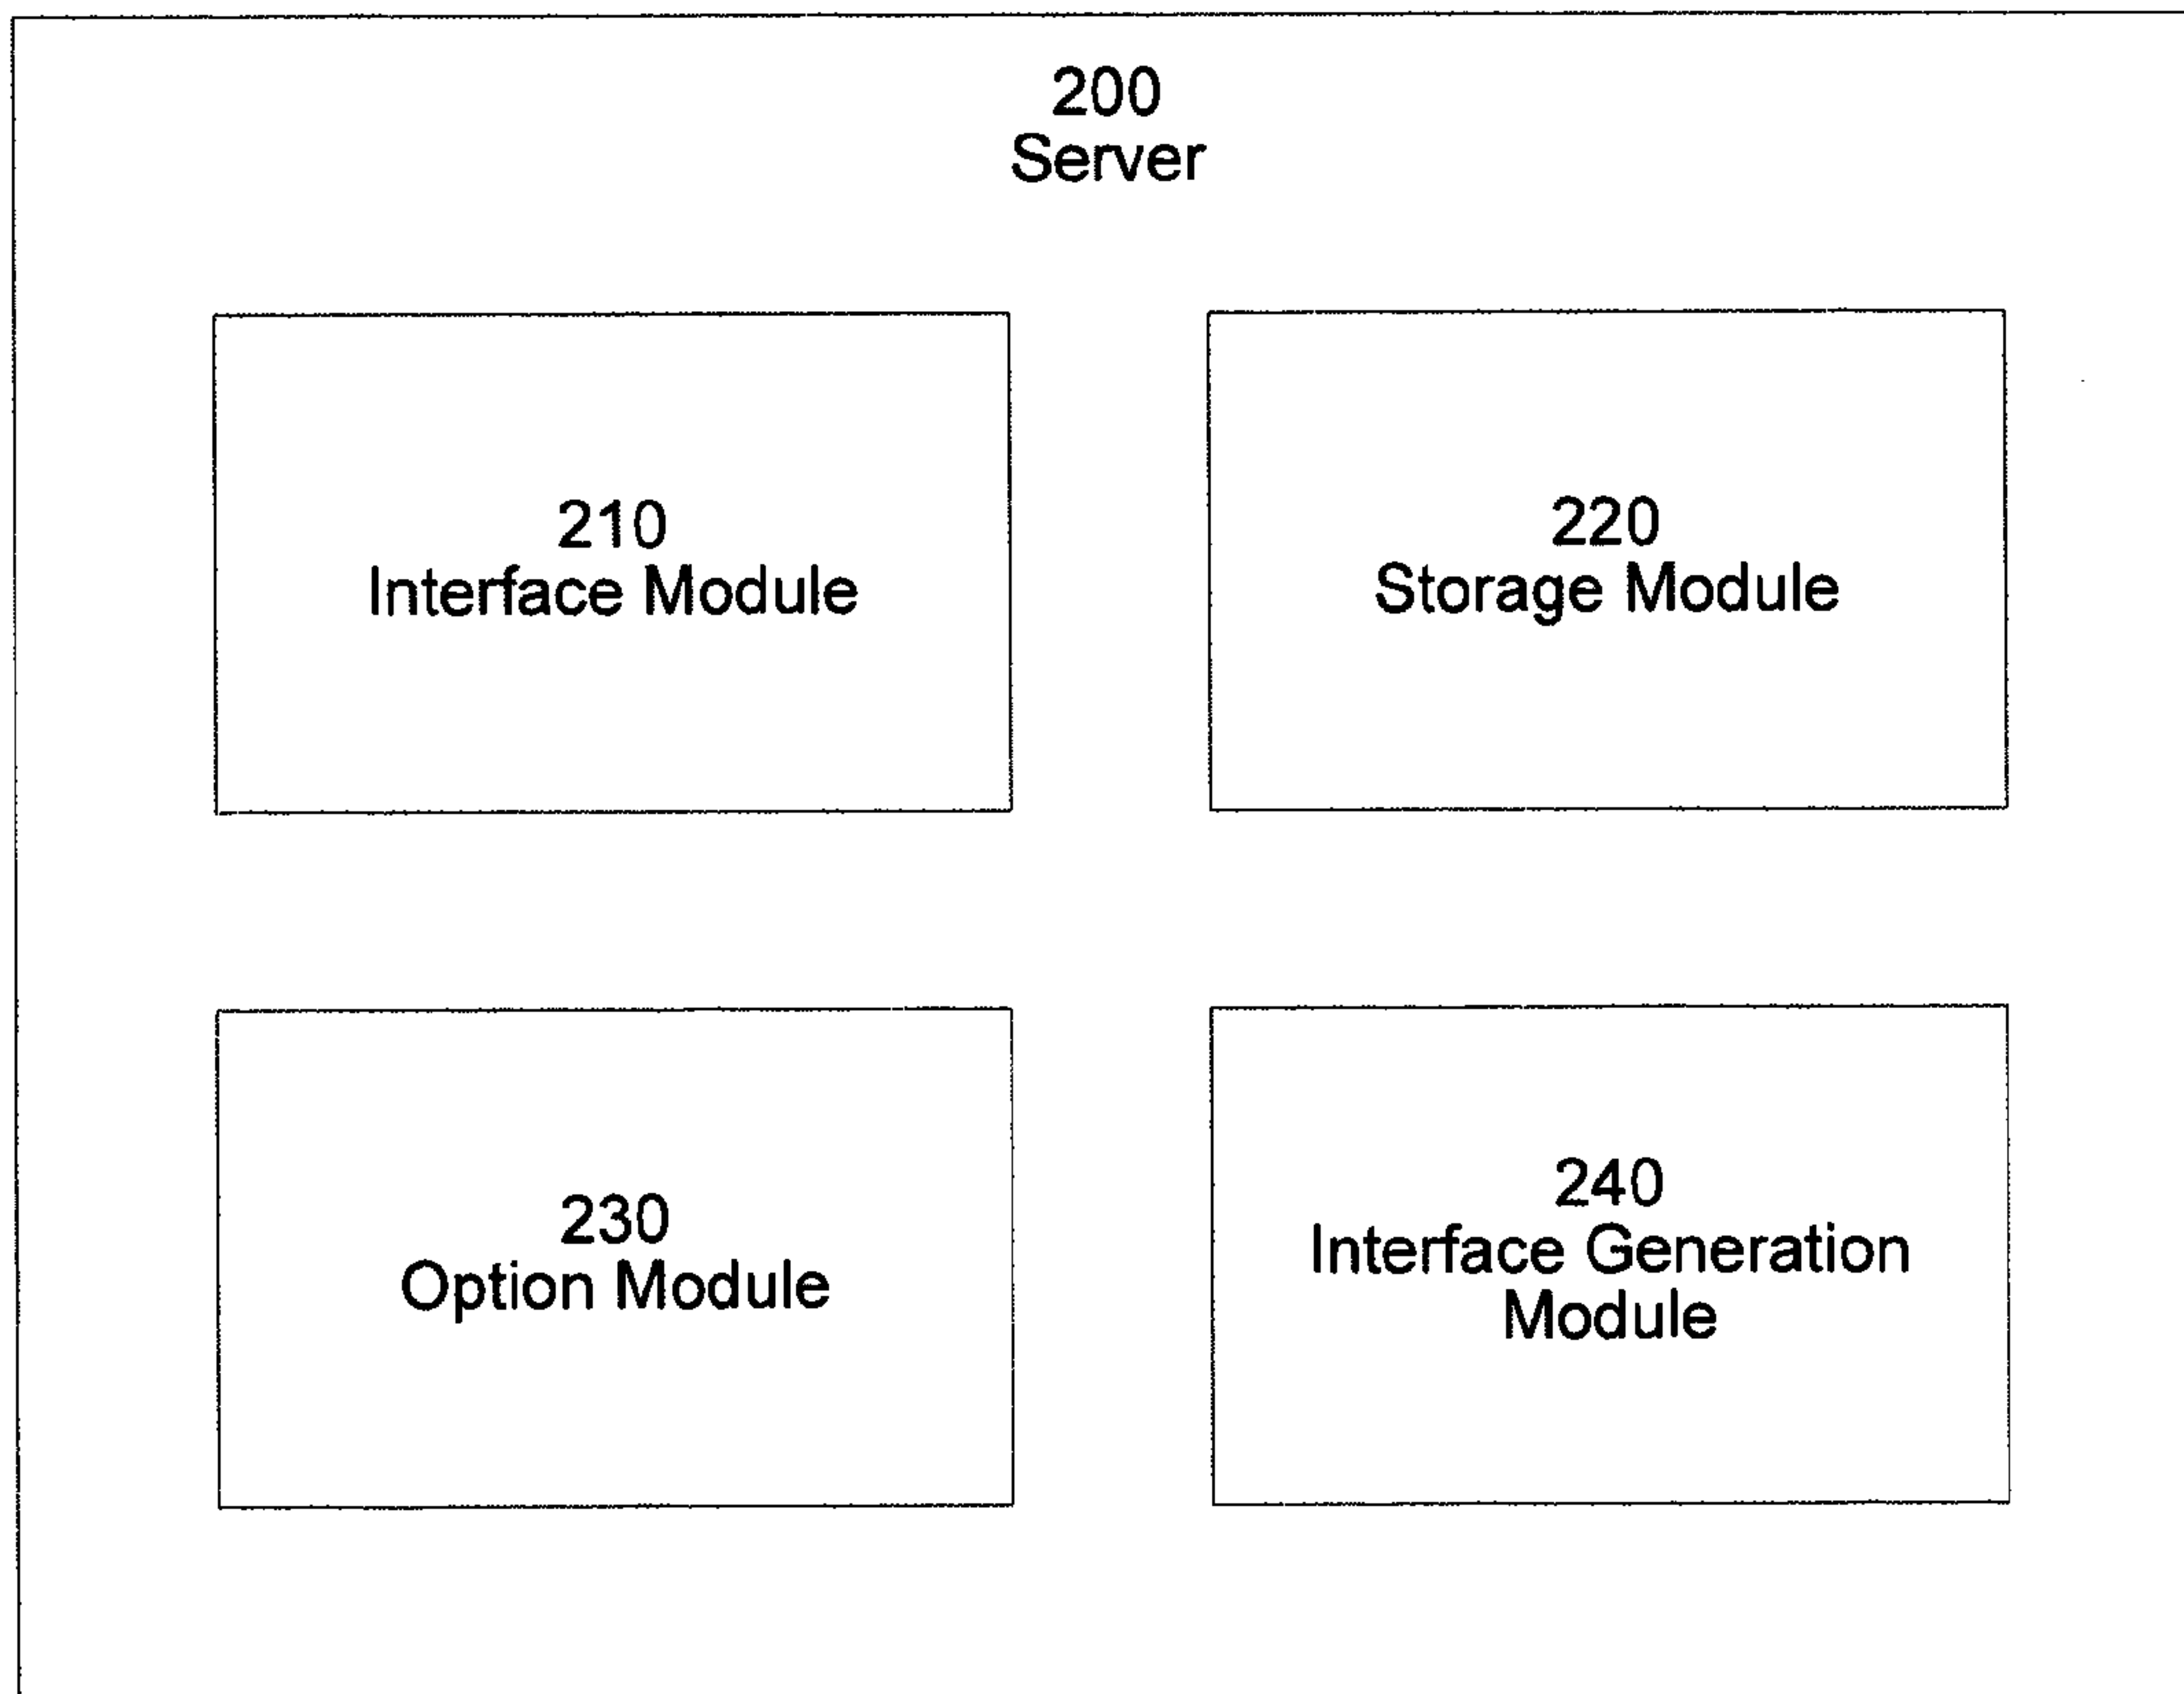 200
Server
210
Interface Module
220
Storage Module
230
Option Module
240
Interface Generation
Module